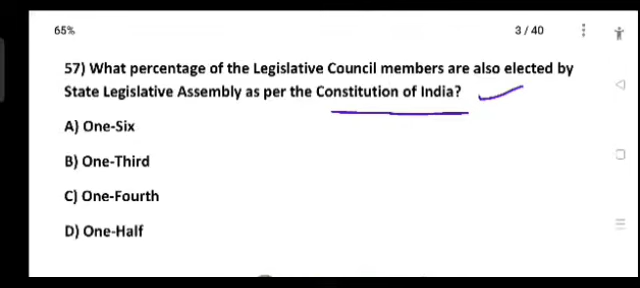 65%
3 / 40
57) What percentage of the Legislative Council members are also elected by
State Legislative Assembly as per the Constitution of India?
A) One-Six
B) One-Third
C) One-Fourth
D) One-Half